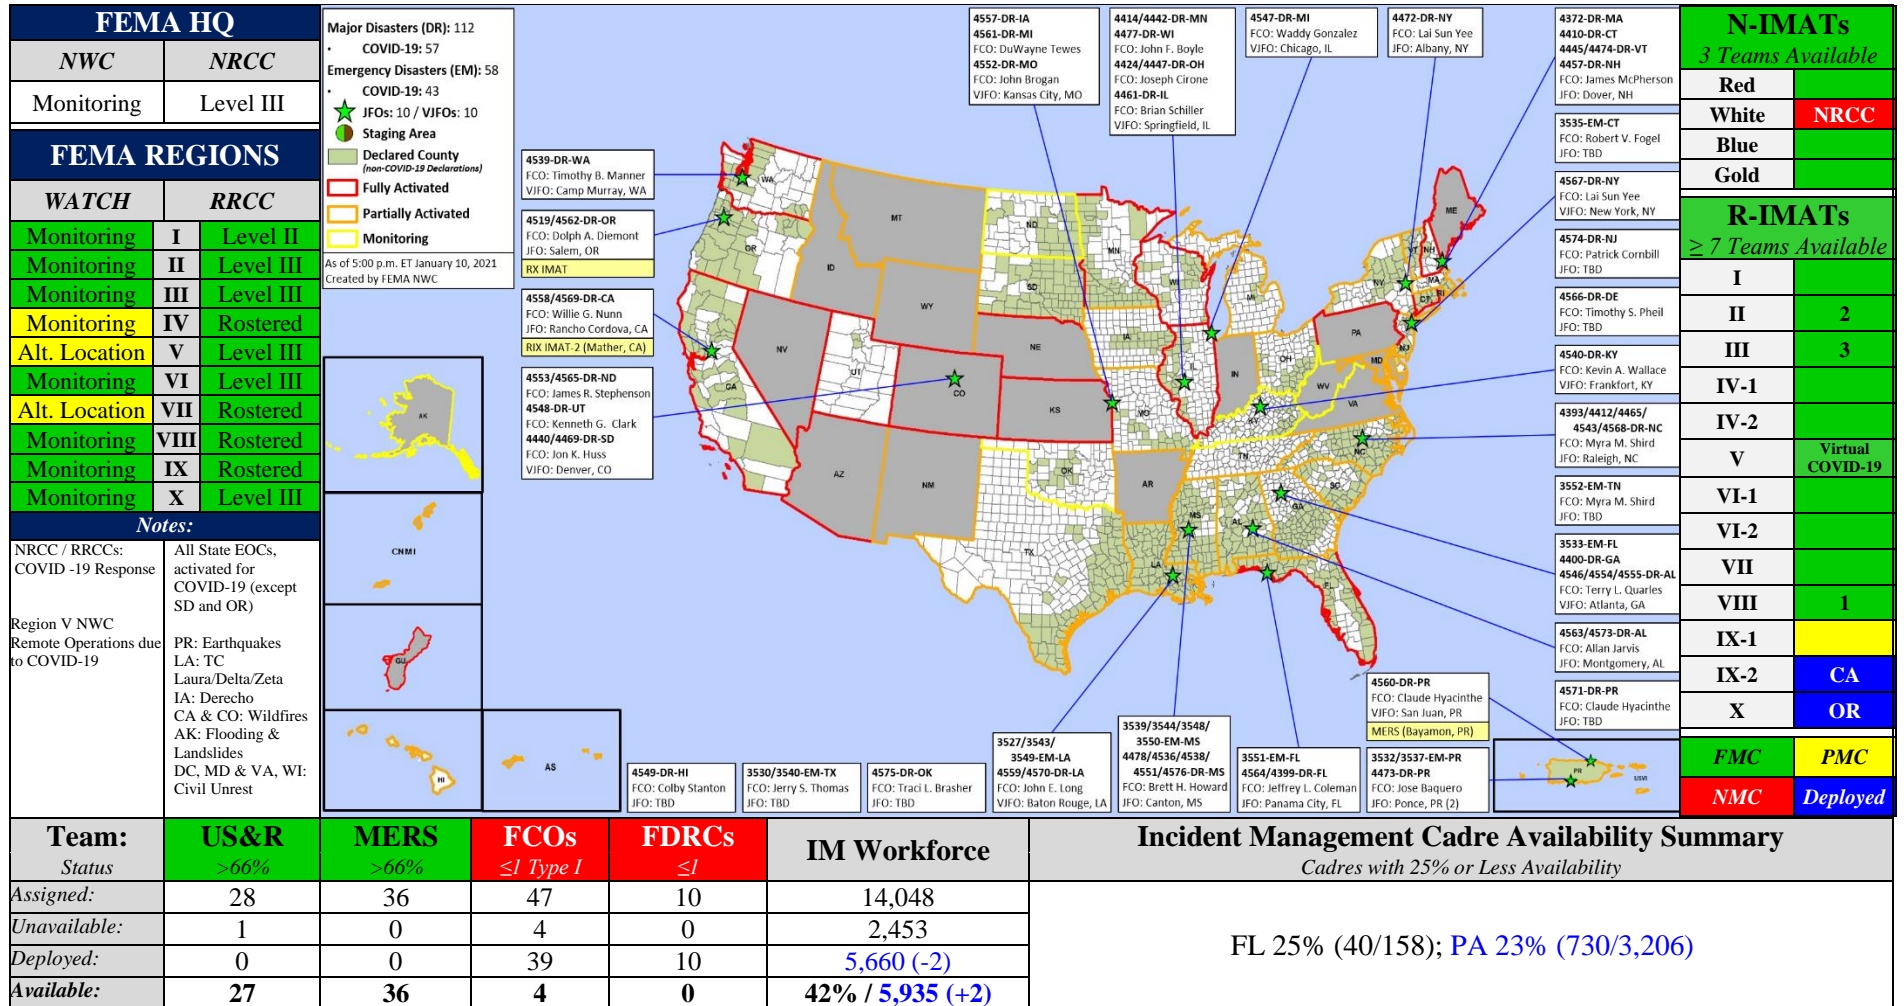 FEMA HQ
NWC NRCC
Monitoring Level III
FEMA REGIONS
WATCH RRCC
Monitoring I Level II
Monitoring II Level III
Monitoring III Level III
Monitoring IV Rostered
Alt. Location V Level III
Monitoring VI Level III
Alt. Location VII Rostered
Monitoring VIII Rostered
Monitoring IX Rostered
Monitoring X Level III
Notes:
NRCC / RRCCs:
COVID -19 Response
Region V NWC
Remote Operations due
to COVID-19
All State EOCs,
activated for
COVID-19 (except
SD and OR)
PR: Earthquakes
LA: TC
Laura/Delta/Zeta
IA: Derecho
CA & CO: Wildfires
AK: Flooding &
Landslides
DC, MD & VA, WI:
Civil Unrest
Major Disasters (DR): 112
· COVID-19: 57
Emergency Disasters (EM): 58
· COVID-19: 43
JFOs: 10 / VJFOs: 10
Staging Area
Declared County
(non-COVID-19 Declarations)
Fully Activated
Partially Activated
Monitoring
As of 5:00 p.m. ET January 10, 2021
Created by FEMA NWC
4539-DR-WA
FCO: Timothy B. Manner
VJFO: Camp Murray, WA
4519/4562-DR-OR
FCO: Dolph A. Diemont
JFO: Salem, OR
RX IMAT
4558/4569-DR-CA
FCO: Willie G. Nunn
JFO: Rancho Cordova, CA
RIX IMAT-2 (Mather, CA)
4553/4565-DR-ND
FCO: James R. Stephenson
4548-DR-UT
FCO: Kenneth G. Clark
4440/4469-DR-SD
FCO: Jon K. Huss
VJFO: Denver, CO
4557-DR-IA
4561-DR-MI
FCO: DuWayne Tewes
4552-DR-MO
FCO: John Brogan
VJFO: Kansas City, MO
4414/4442-DR-MN
4477-DR-WI
FCO: John F. Boyle
4424/4447-DR-OH
FCO: Joseph Cirone
4461-DR-IL
FCO: Brian Schiller
VJFO: Springfield, IL
4547-DR-MI
FCO: Waddy Gonzalez
VJFO: Chicago, IL
4472-DR-NY
FCO: Lai Sun Yee
JFO: Albany, NY
4372-DR-MA
4410-DR-CT
4445/4474-DR-VT
4457-DR-NH
FCO: James McPherson
JFO: Dover, NH
3535-EM-CT
FCO: Robert V. Fogel
JFO: TBD
4567-DR-NY
FCO: Lai Sun Yee
VJFO: New York, NY
4574-DR-NJ
FCO: Patrick Cornbill
JFO: TBD
4566-DR-DE
FCO: Timothy S. Pheil
JFO: TBD
4540-DR-KY
FCO: Kevin A. Wallace
VJFO: Frankfort, KY
4393/4412/4465/
4543/4568-DR-NC
FCO: Myra M. Shird
JFO: Raleigh, NC
3552-EM-TN
FCO: Myra M. Shird
JFO: TBD
3533-EM-FL
4400-DR-GA
4546/4554/4555-DR-AL
FCO: Terry L. Quarles
VJFO: Atlanta, GA
4563/4573-DR-AL
FCO: Allan Jarvis
JFO: Montgomery, AL
4571-DR-PR
FCO: Claude Hyacinthe
JFO: TBD
4560-DR-PR
FCO: Claude Hyacinthe
VJFO: San Juan, PR
MERS (Bayamon, PR)
3532/3537-EM-PR
4473-DR-PR
FCO: Jose Baquero
JFO: Ponce, PR (2)
3551-EM-FL
4564/4399-DR-FL
FCO: Jeffrey L. Coleman
JFO: Panama City, FL
3539/3544/3548/
3550-EM-MS
4478/4536/4538/
4551/4576-DR-MS
FCO: Brett H. Howard
JFO: Canton, MS
3527/3543/
3549-EM-LA
4559/4570-DR-LA
FCO: John E. Long
VJFO: Baton Rouge, LA
4575-DR-OK
FCO: Traci L. Brasher
JFO: TBD
3530/3540-EM-TX
FCO: Jerry S. Thomas
JFO: TBD
4549-DR-HI
FCO: Colby Stanton
JFO: TBD
WA
OR
MT
ID
WY
ND
SD
NE
NV
UT
CO
KS
CA
AZ
NM
TX
OK
AR
LA
MS
AL
GA
FL
SC
NC
TN
KY
VA
WV
MD
PA
NJ
NY
CT
RI
MA
VT
NH
ME
OH
IN
IL
MI
WI
MN
IA
MO
AK
CNMI
GU
HI
AS
PR
USVI
N-IMATs
3 Teams Available
Red
White NRCC
Blue
Gold
R-IMATs
≥ 7 Teams Available
I
II 2
III 3
IV-1
IV-2
V Virtual
COVID-19
VI-1
VI-2
VII
VIII 1
IX-1
IX-2 CA
X OR
FMC PMC
NMC Deployed
Team: US&R MERS FCOs FDRCs IM Workforce
Status >66% >66% ≤1 Type I ≤1
Assigned: 28 36 47 10 14,048
Unavailable: 1 0 4 0 2,453
Deployed: 0 0 39 10 5,660 (-2)
Available: 27 36 4 0 42% / 5,935 (+2)
Incident Management Cadre Availability Summary
Cadres with 25% or Less Availability
FL 25% (40/158); PA 23% (730/3,206)